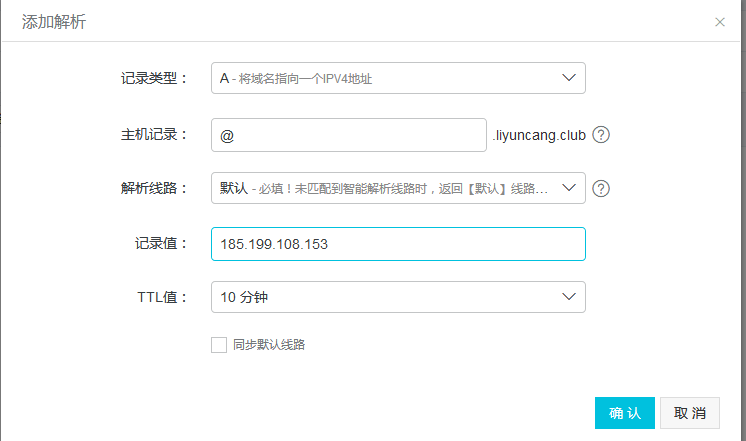 添加解析 ×
记录类型： A - 将域名指向一个IPV4地址
主机记录： @ .liyuncang.club ?
解析线路： 默认 - 必填！未匹配到智能解析线路时，返回【默认】线路... ?
记录值： 185.199.108.153
TTL值： 10 分钟
同步默认线路
确 认 取 消